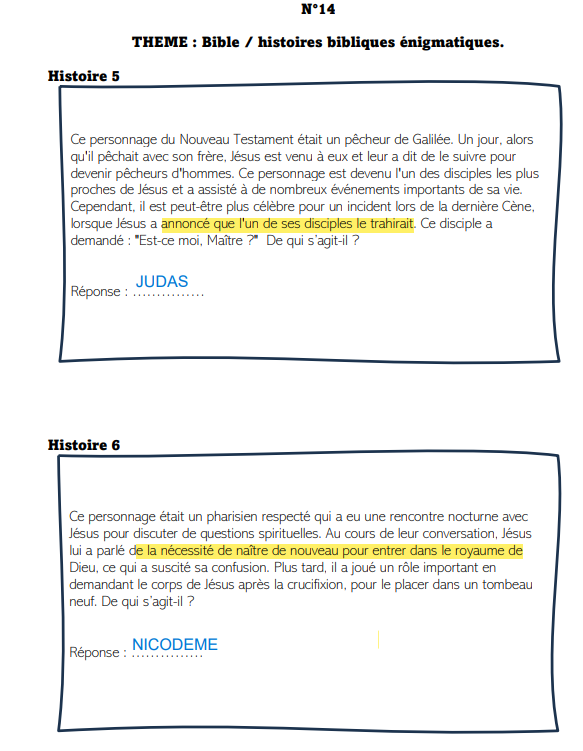 N°14
THEME : Bible / histoires bibliques énigmatiques.
Histoire 5
Ce personnage du Nouveau Testament était un pêcheur de Galilée. Un jour, alors
qu'il pêchait avec son frère, Jésus est venu à eux et leur a dit de le suivre pour
devenir pêcheurs d'hommes. Ce personnage est devenu l'un des disciples les plus
proches de Jésus et a assisté à de nombreux événements importants de sa vie.
Cependant, il est peut-être plus célèbre pour un incident lors de la dernière Cène,
lorsque Jésus a annoncé que l'un de ses disciples le trahirait. Ce disciple a
demandé : "Est-ce moi, Maître ?" De qui s'agit-il ?
Réponse : JUDAS
Histoire 6
Ce personnage était un pharisien respecté qui a eu une rencontre nocturne avec
Jésus pour discuter de questions spirituelles. Au cours de leur conversation, Jésus
lui a parlé de la nécessité de naître de nouveau pour entrer dans le royaume de
Dieu, ce qui a suscité sa confusion. Plus tard, il a joué un rôle important en
demandant le corps de Jésus après la crucifixion, pour le placer dans un tombeau
neuf. De qui s'agit-il ?
Réponse : NICODEME